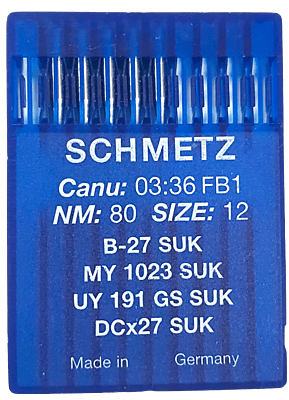 SCHMETZ
Canu: 03:36 FB1
NM: 80 SIZE: 12
B-27 SUK
MY 1023 SUK
UY 191 GS SUK
DCx27 SUK
Made in Germany